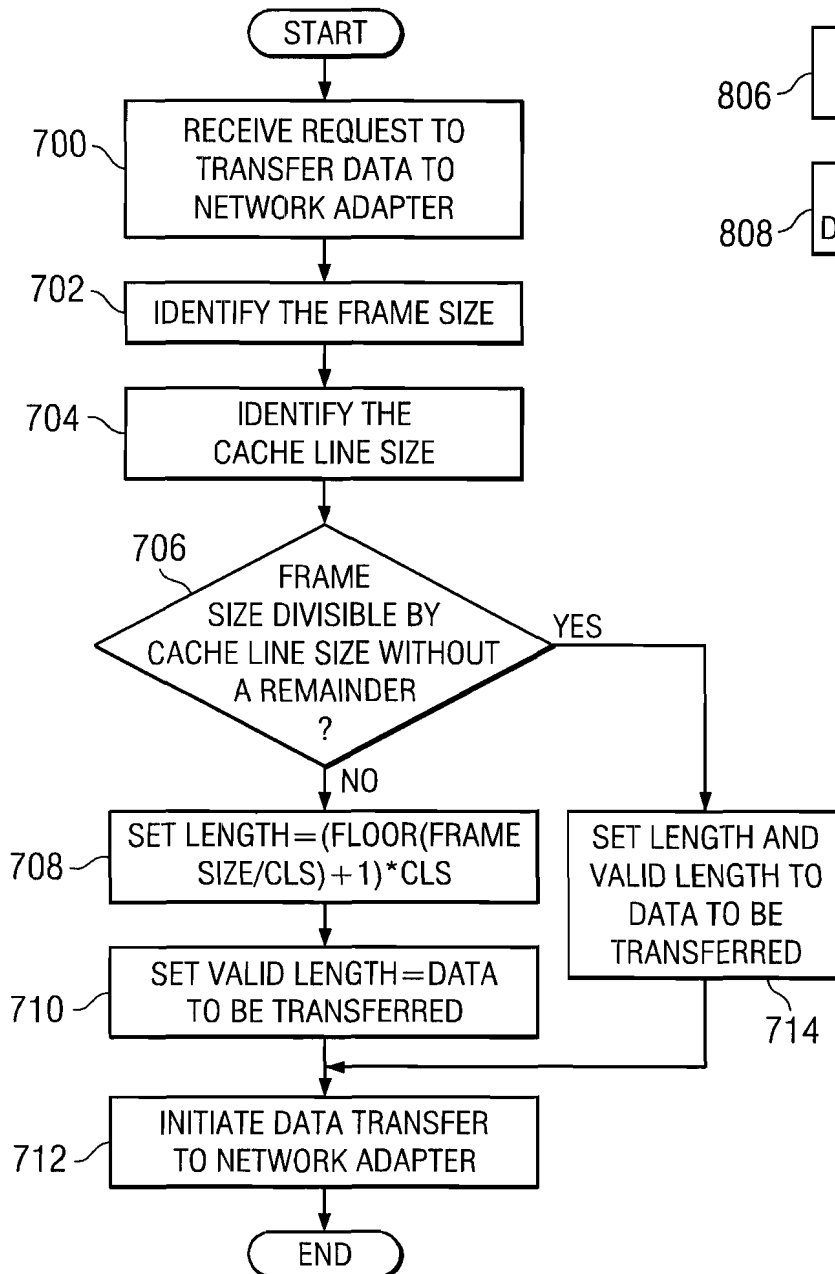 START
700
RECEIVE REQUEST TO
TRANSFER DATA TO
NETWORK ADAPTER
702
IDENTIFY THE FRAME SIZE
704
IDENTIFY THE
CACHE LINE SIZE
706
FRAME
SIZE DIVISIBLE BY
CACHE LINE SIZE WITHOUT
A REMAINDER
?
YES
NO
708
SET LENGTH=(FLOOR(FRAME
SIZE/CLS)+1)*CLS
710
SET VALID LENGTH=DATA
TO BE TRANSFERRED
SET LENGTH AND
VALID LENGTH TO
DATA TO BE
TRANSFERRED
714
712
INITIATE DATA TRANSFER
TO NETWORK ADAPTER
END
806
808
D